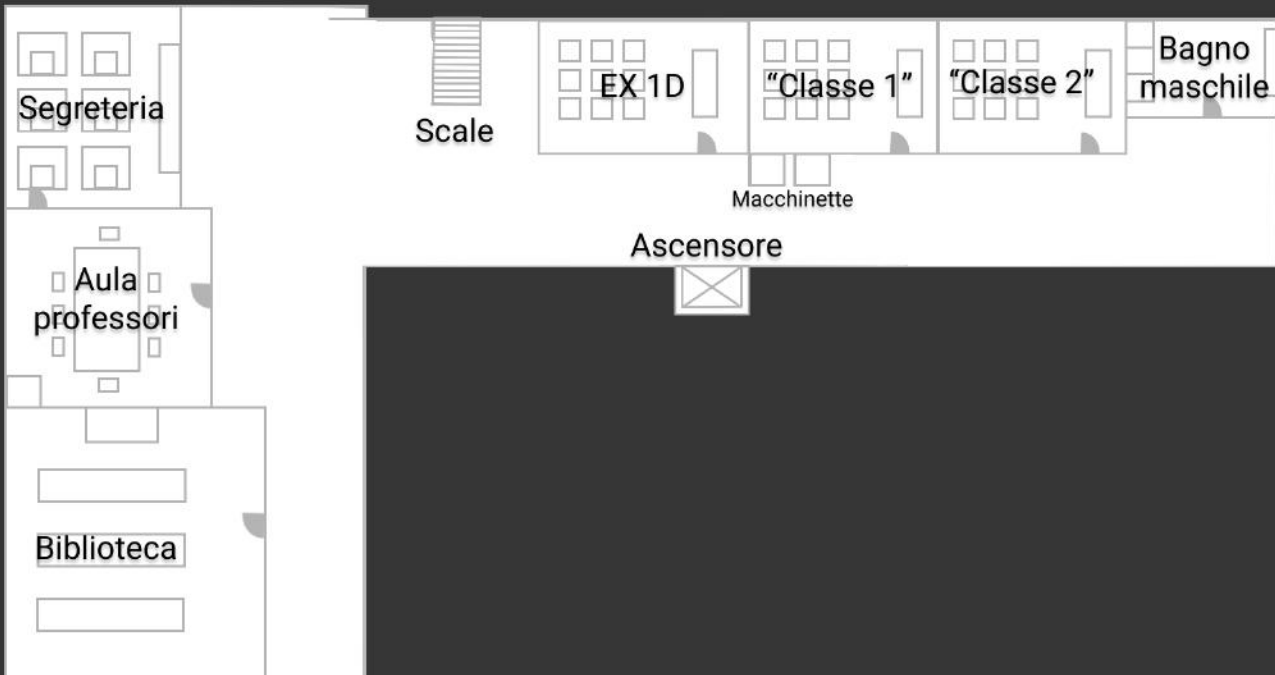 Segreteria
Scale
EX 1D
“Classe 1”
“Classe 2”
Bagno
maschile
Macchinette
Ascensore
Aula
professori
Biblioteca